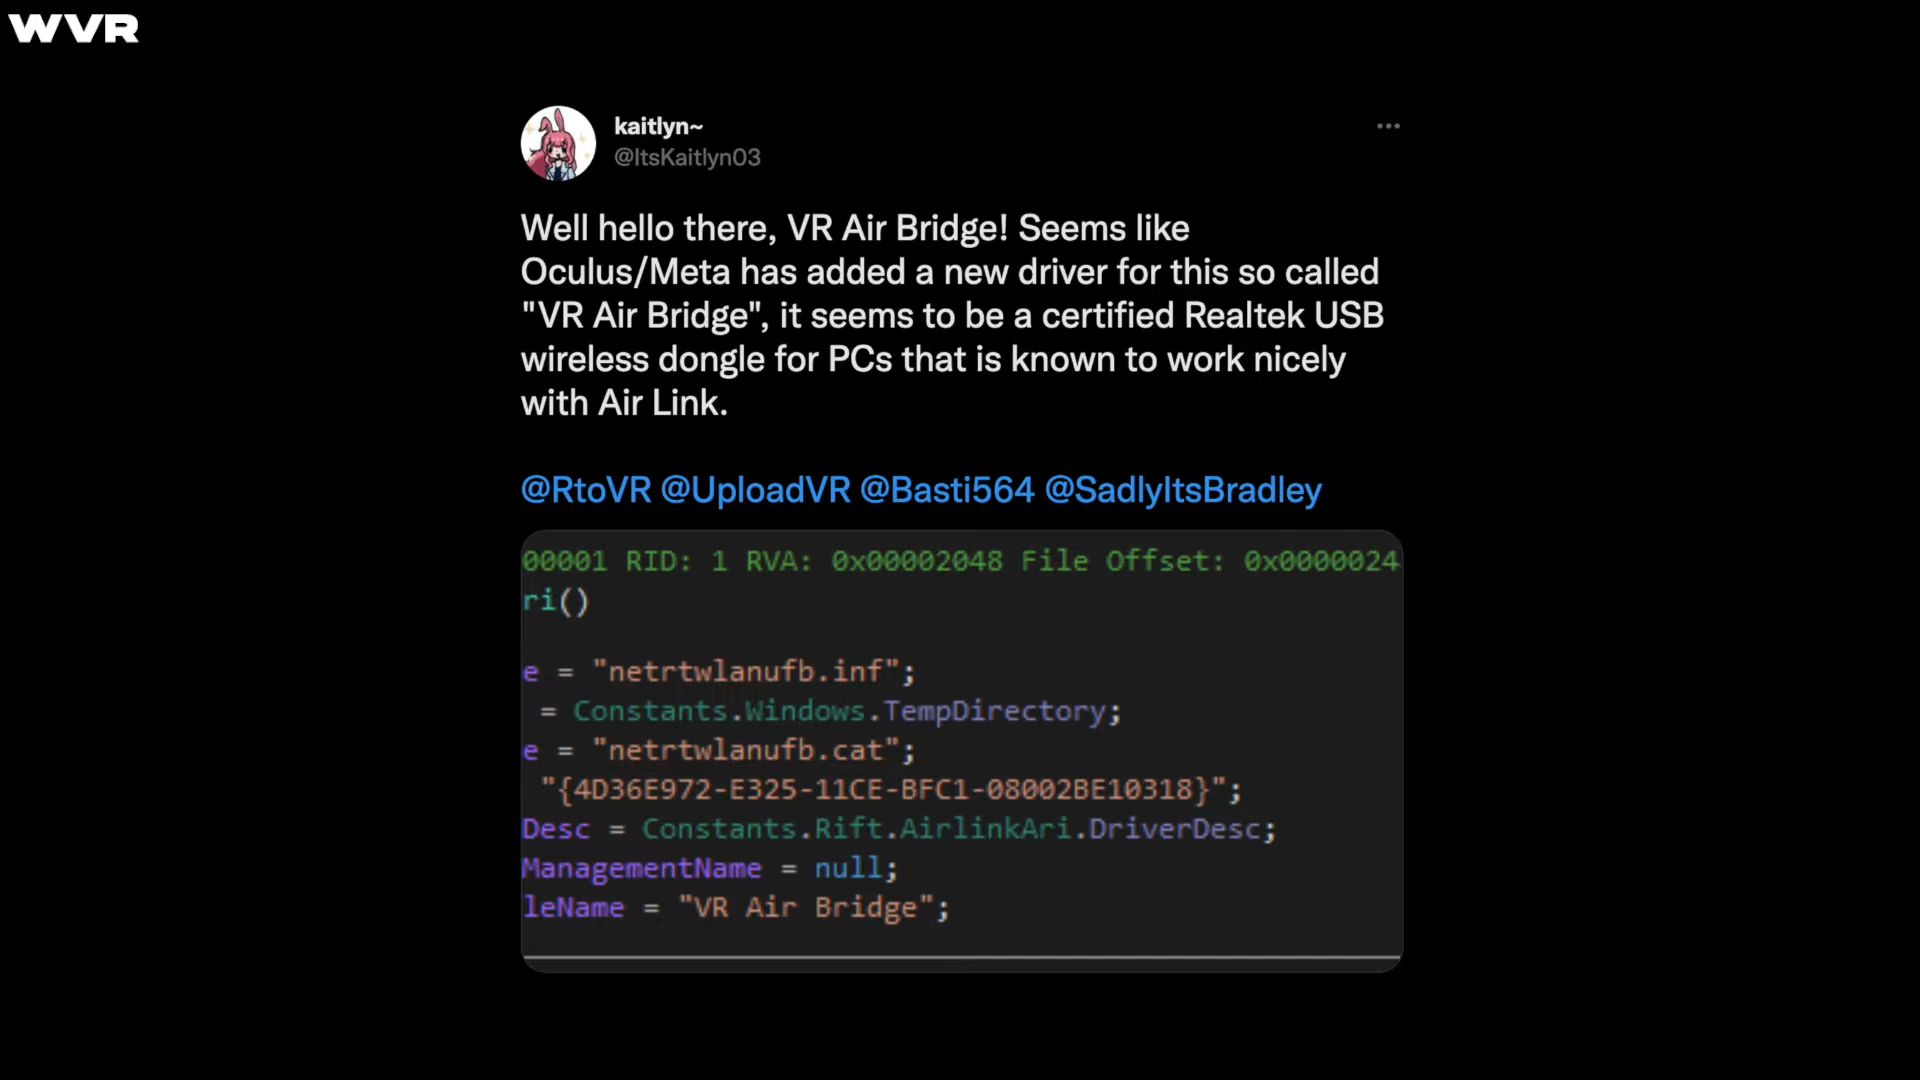 WVR
kaitlyn~
@ItsKaitlyn03
Well hello there, VR Air Bridge! Seems like
Oculus/Meta has added a new driver for this so called
"VR Air Bridge", it seems to be a certified Realtek USB
wireless dongle for PCs that is known to work nicely
with Air Link.
@RtoVR @UploadVR @Basti564 @SadlyItsBradley
00001 RID: 1 RVA: 0x00002048 File Offset: 0x0000024
ri()
e = "netrtwlanufb.inf";
= Constants.Windows.TempDirectory;
e = "netrtwlanufb.cat";
"{4D36E972-E325-11CE-BFC1-08002BE10318}";
Desc = Constants.Rift.AirlinkAri.DriverDesc;
ManagementName = null;
leName = "VR Air Bridge";